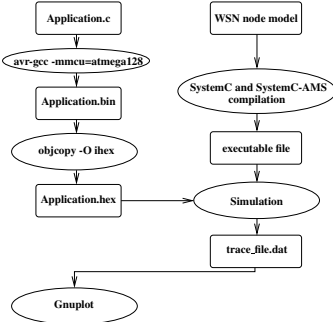 Application.c
WSN node model
avr-gcc -mmcu=atmega128
SystemC and SystemC-AMS
compilation
Application.bin
objcopy -O ihex
executable file
Application.hex
Simulation
trace_file.dat
Gnuplot